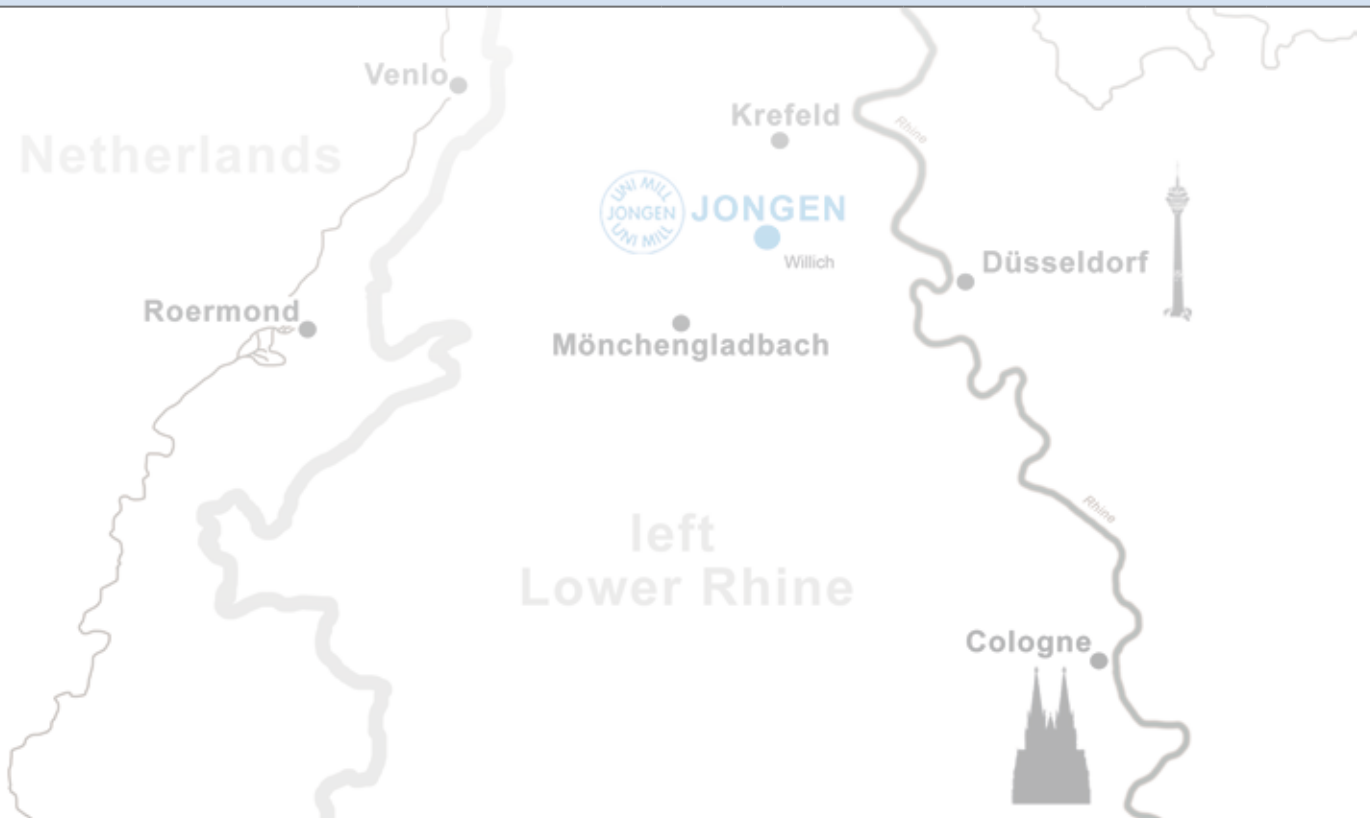 Venlo
Netherlands
Krefeld
Rhine
UNI MILL
JONGEN
UNI MILL
JONGEN
Willich
Düsseldorf
Roermond
Mönchengladbach
Rhine
left
Lower Rhine
Cologne